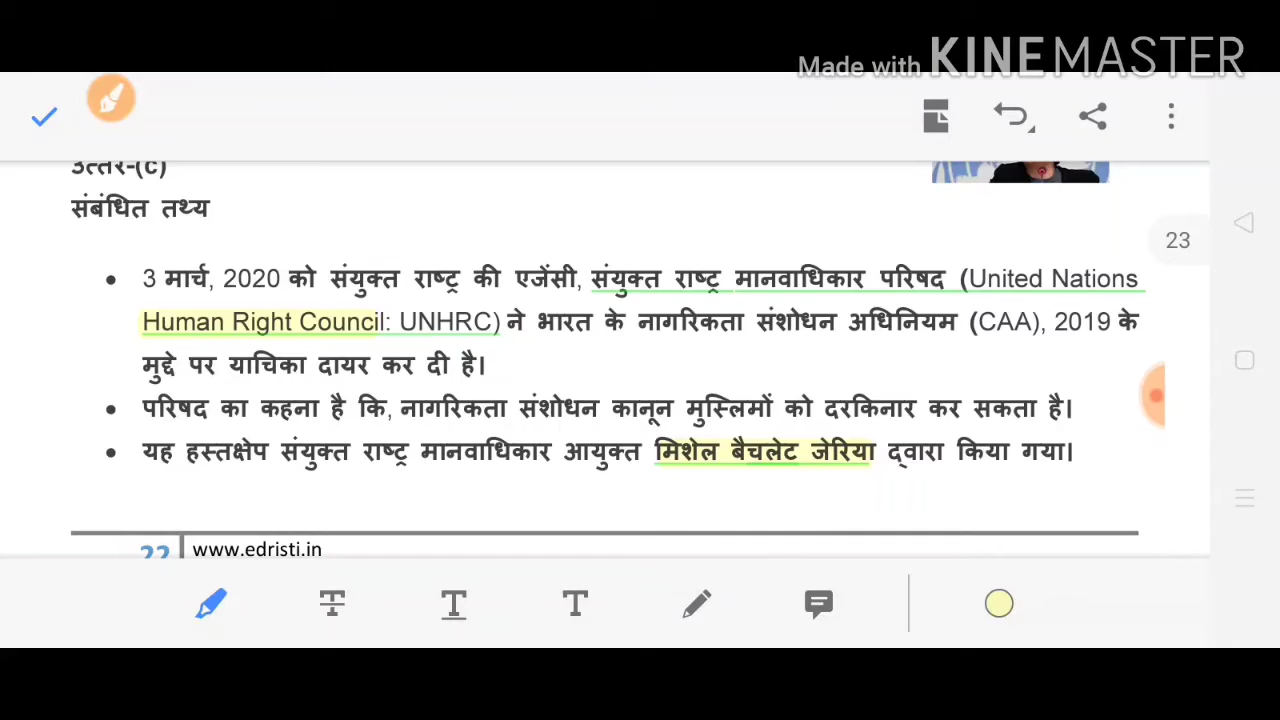 Made with KINEMASTER
उत्तर-(c)
संबंधित तथ्य
23
• 3 मार्च, 2020 को संयुक्त राष्ट्र की एजेंसी, संयुक्त राष्ट्र मानवाधिकार परिषद (United Nations
Human Right Council: UNHRC) ने भारत के नागरिकता संशोधन अधिनियम (CAA), 2019 के
मुद्दे पर याचिका दायर कर दी है।
• परिषद का कहना है कि, नागरिकता संशोधन कानून मुस्लिमों को दरकिनार कर सकता है।
• यह हस्तक्षेप संयुक्त राष्ट्र मानवाधिकार आयुक्त मिशेल बैचलेट जेरिया द्वारा किया गया।
22 www.edristi.in